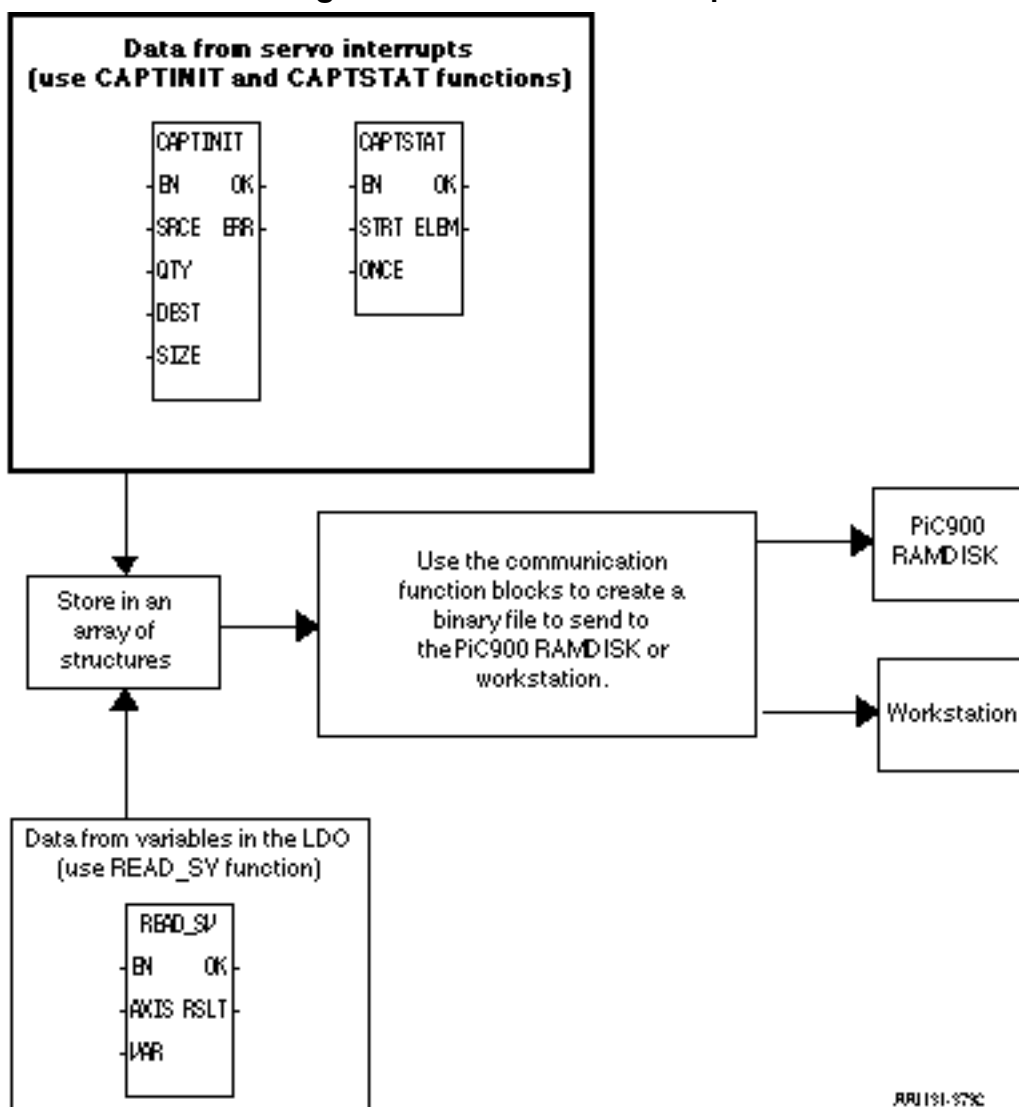 Data from servo interrupts
(use CAPTINIT and CAPTSTAT functions)
CAPTINIT
EN OK
SRCE ERR
QTY
DEST
SIZE
CAPTSTAT
EN OK
STRT ELEM
ONCE
Store in an
array of
structures
Use the communication
function blocks to create a
binary file to send to
the PiC900 RAMDISK or
workstation.
PiC900
RAMDISK
Workstation
Data from variables in the LDO
(use READ_SV function)
READ_SV
EN OK
AXIS RSLT
VAR